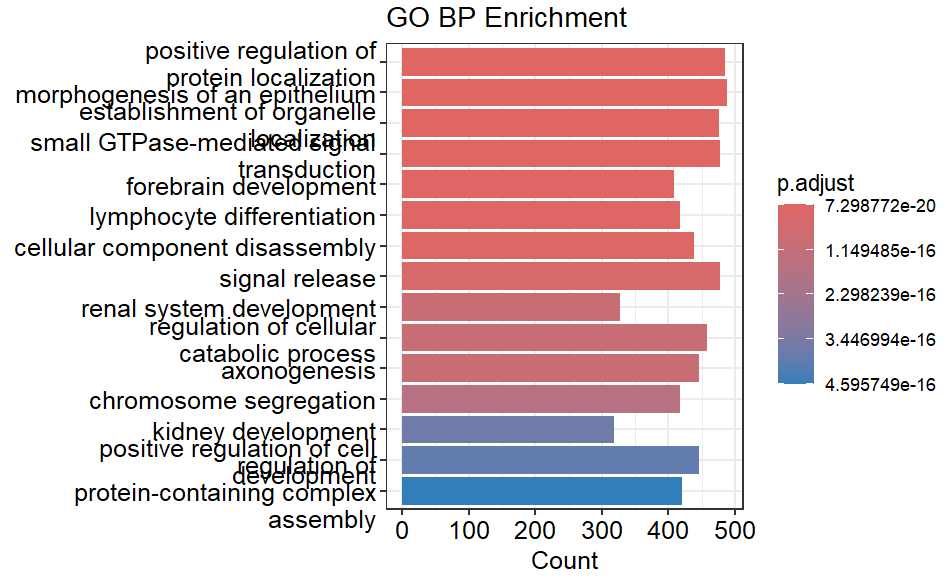 GO BP Enrichment
positive regulation of
protein localization
morphogenesis of an epithelium
establishment of organelle
localization
small GTPase-mediated signal
transduction
forebrain development
lymphocyte differentiation
cellular component disassembly
signal release
renal system development
regulation of cellular
catabolic process
axonogenesis
chromosome segregation
kidney development
positive regulation of cell
development
regulation of
protein-containing complex
assembly
0 100 200 300 400 500
Count
p.adjust
7.298772e-20
1.149485e-16
2.298239e-16
3.446994e-16
4.595749e-16